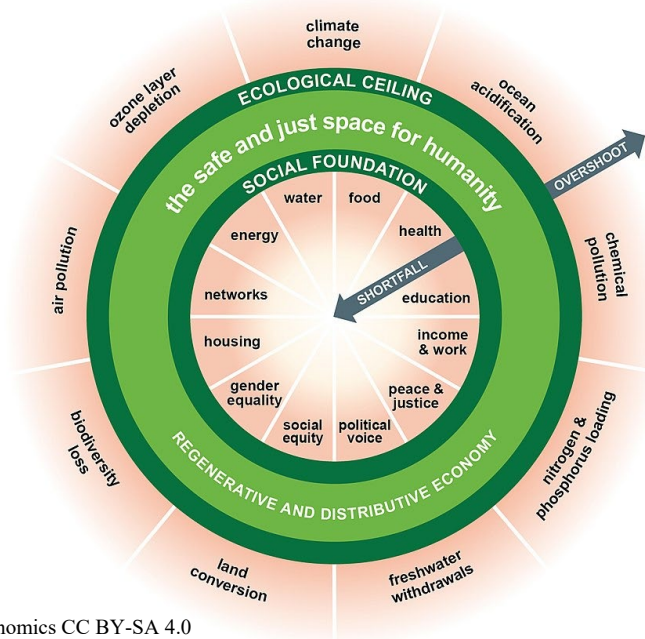 climate
change
ocean
acidification
chemical
pollution
nitrogen &
phosphorus loading
freshwater
withdrawals
land
conversion
biodiversity
loss
air pollution
ozone layer
depletion
ECOLOGICAL CEILING
the safe and just space for humanity
SOCIAL FOUNDATION
OVERSHOOT
SHORTFALL
water
food
health
education
income
& work
peace &
justice
political
voice
social
equity
gender
equality
housing
networks
energy
REGENERATIVE AND DISTRIBUTIVE ECONOMY
nomics CC BY-SA 4.0